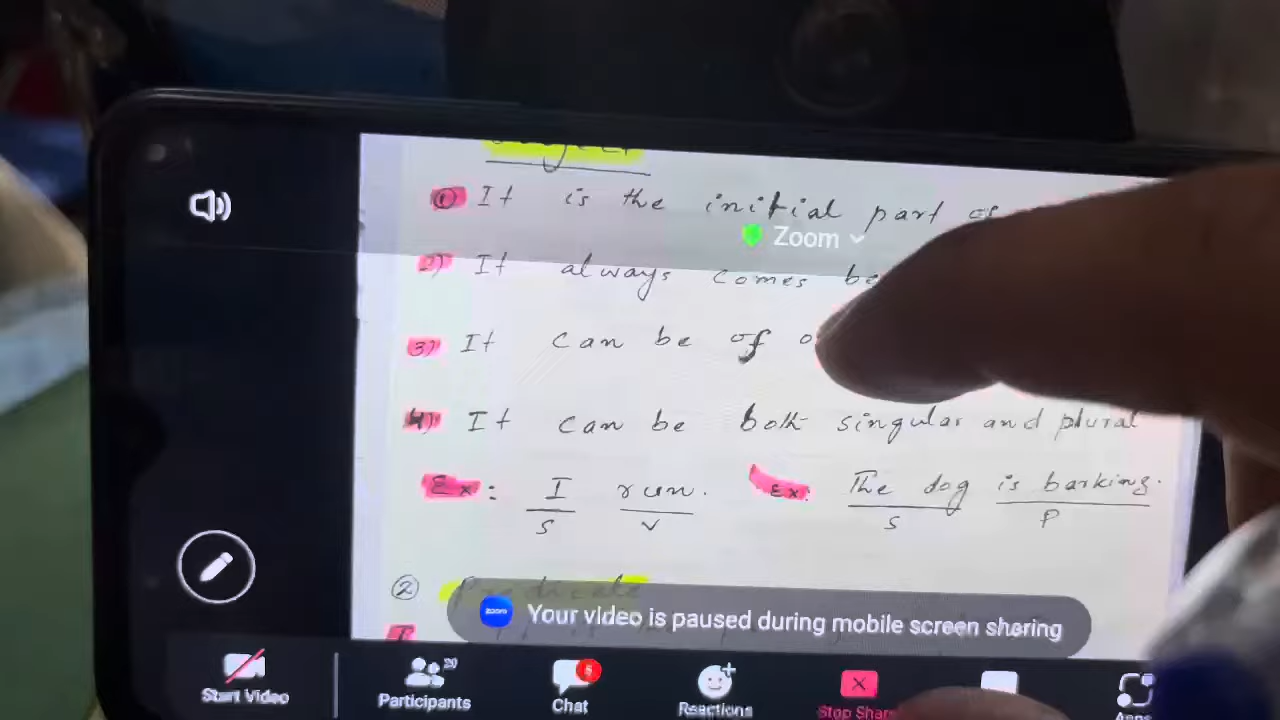 ① It is the initial part of
Zoom
2) It always comes be
3) It can be of o
4) It can be both singular and plural
Ex: I run. Ex: The dog is barking.
S V S P
② Predicate
Your video is paused during mobile screen sharing
20
6
Start Video Participants Chat Reactions Stop Shar